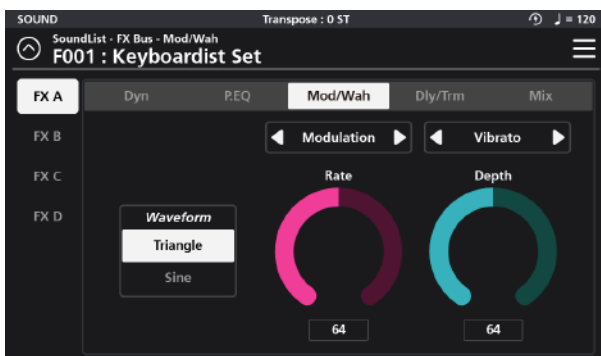 SOUND Transpose : 0 ST ♩ = 120
SoundList - FX Bus - Mod/Wah
F001 : Keyboardist Set
FX A Dyn P.EQ Mod/Wah Dly/Trm Mix
FX B Modulation Vibrato
FX C Rate Depth
FX D Waveform
Triangle
Sine
64 64